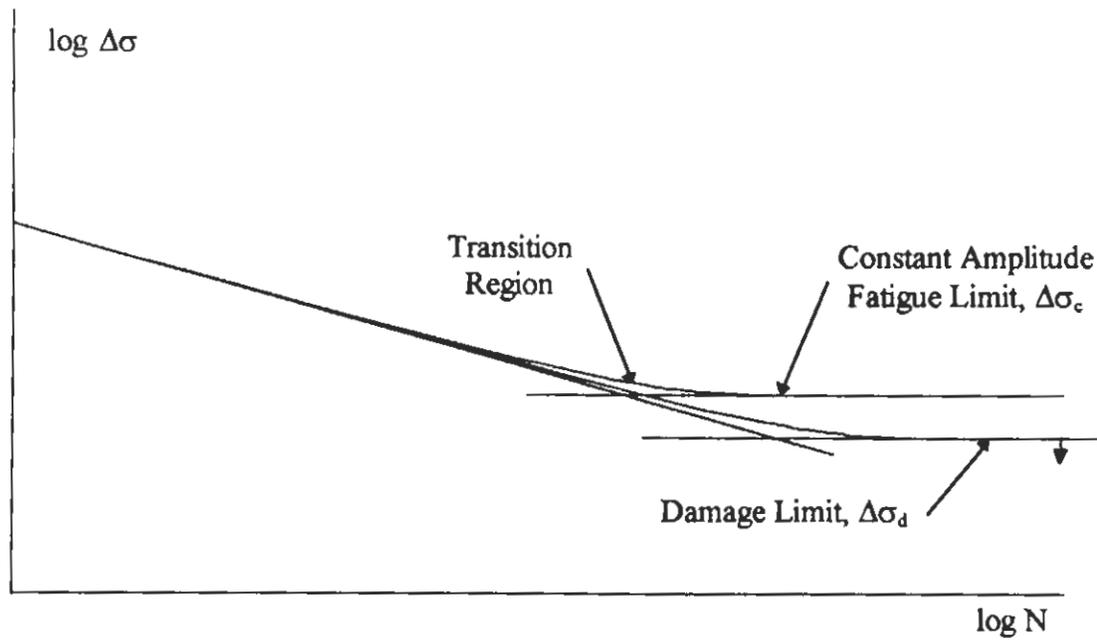 log Δσ
Transition
Region
Constant Amplitude
Fatigue Limit, Δσc
Damage Limit, Δσd
log N